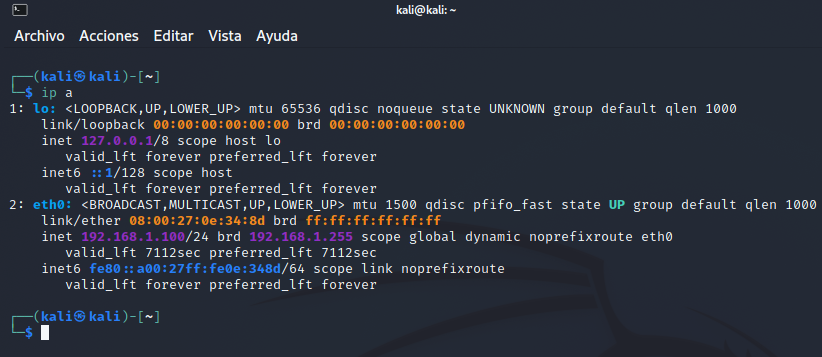 kali@kali: ~
Archivo Acciones Editar Vista Ayuda
┌──(kali㉿kali)-[~]
└─$ ip a
1: lo: <LOOPBACK,UP,LOWER_UP> mtu 65536 qdisc noqueue state UNKNOWN group default qlen 1000
    link/loopback 00:00:00:00:00:00 brd 00:00:00:00:00:00
    inet 127.0.0.1/8 scope host lo
       valid_lft forever preferred_lft forever
    inet6 ::1/128 scope host
       valid_lft forever preferred_lft forever
2: eth0: <BROADCAST,MULTICAST,UP,LOWER_UP> mtu 1500 qdisc pfifo_fast state UP group default qlen 1000
    link/ether 08:00:27:0e:34:8d brd ff:ff:ff:ff:ff:ff
    inet 192.168.1.100/24 brd 192.168.1.255 scope global dynamic noprefixroute eth0
       valid_lft 7112sec preferred_lft 7112sec
    inet6 fe80::a00:27ff:fe0e:348d/64 scope link noprefixroute
       valid_lft forever preferred_lft forever
┌──(kali㉿kali)-[~]
└─$